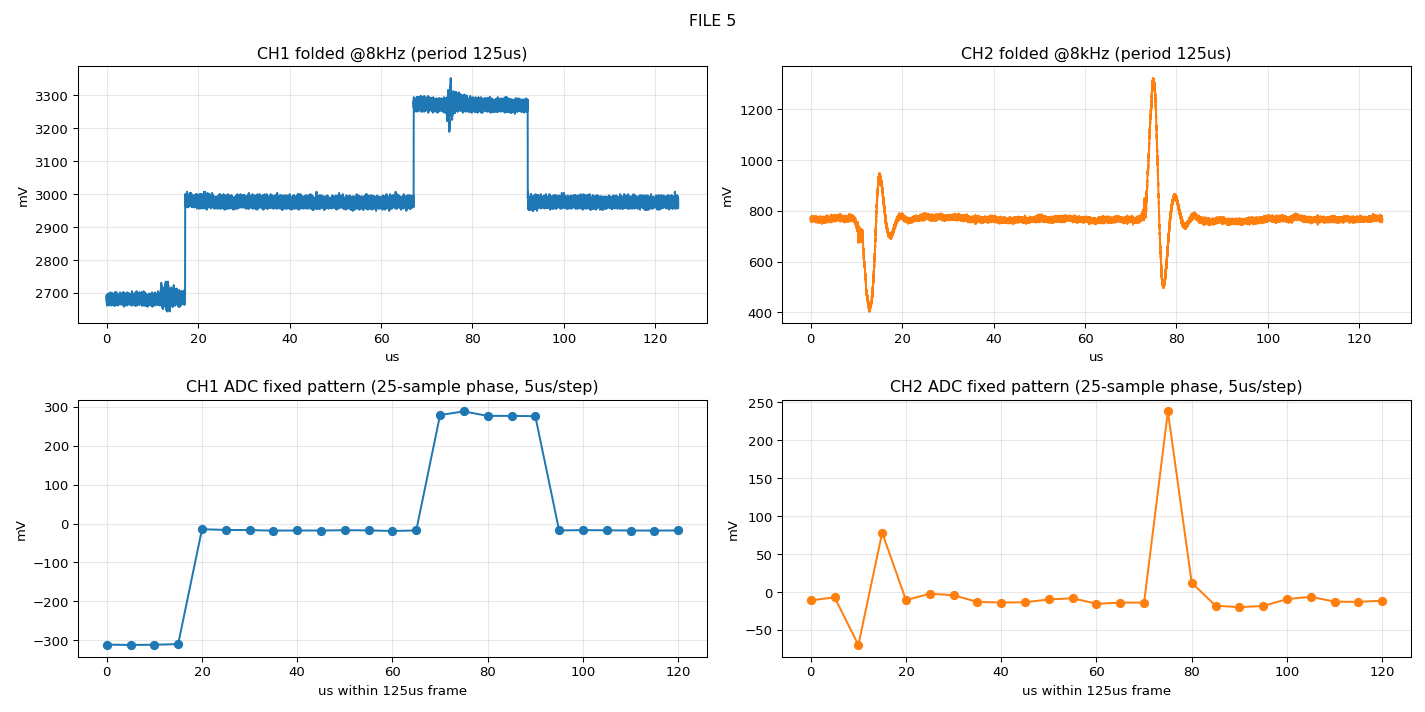 FILE 5
CH1 folded @8kHz (period 125us)
mV
3300
3200
3100
3000
2900
2800
2700
0 20 40 60 80 100 120
us
CH2 folded @8kHz (period 125us)
mV
1200
1000
800
600
400
0 20 40 60 80 100 120
us
CH1 ADC fixed pattern (25-sample phase, 5us/step)
mV
300
200
100
0
−100
−200
−300
0 20 40 60 80 100 120
us within 125us frame
CH2 ADC fixed pattern (25-sample phase, 5us/step)
mV
250
200
150
100
50
0
−50
0 20 40 60 80 100 120
us within 125us frame